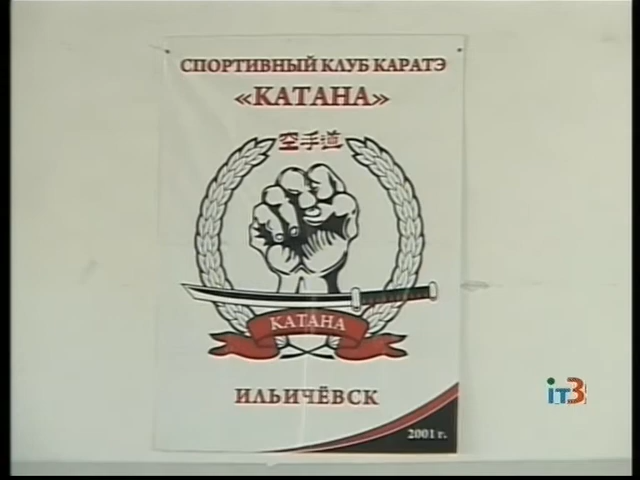 СПОРТИВНЫЙ КЛУБ КАРАТЭ
«КАТАНА»
空手道
КАТАНА
ИЛЬИЧЁВСК
2001 г.
iT3